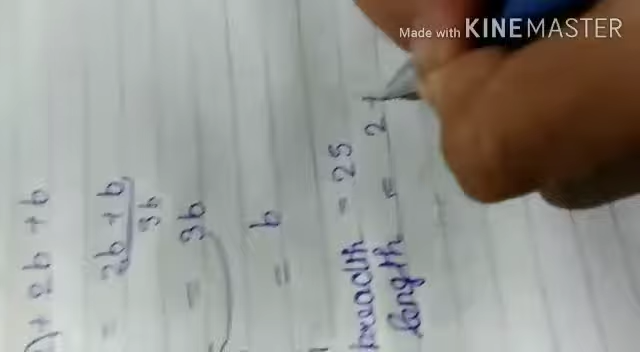 Made with KINEMASTER
) + 2b + b
= 2b + b
3b
= 3b
= b
breadth = 25
length = 2